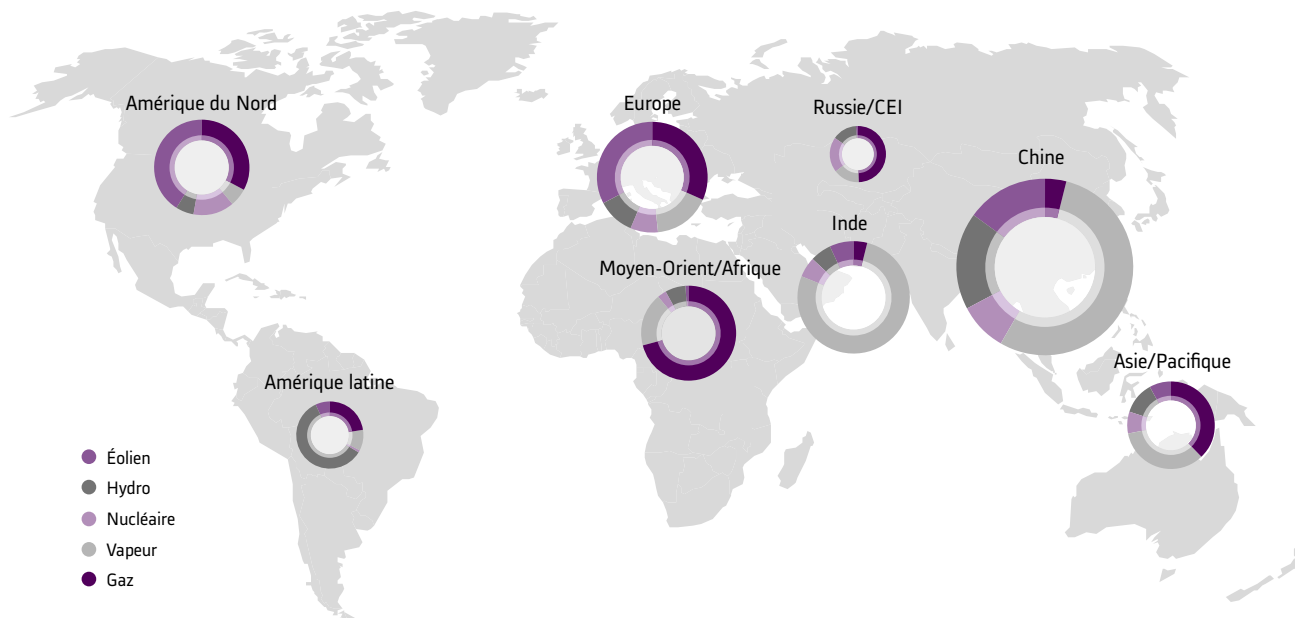 Amérique du Nord
Europe
Russie/CEI
Chine
Inde
Moyen-Orient/Afrique
Asie/Pacifique
Amérique latine
Éolien
Hydro
Nucléaire
Vapeur
Gaz